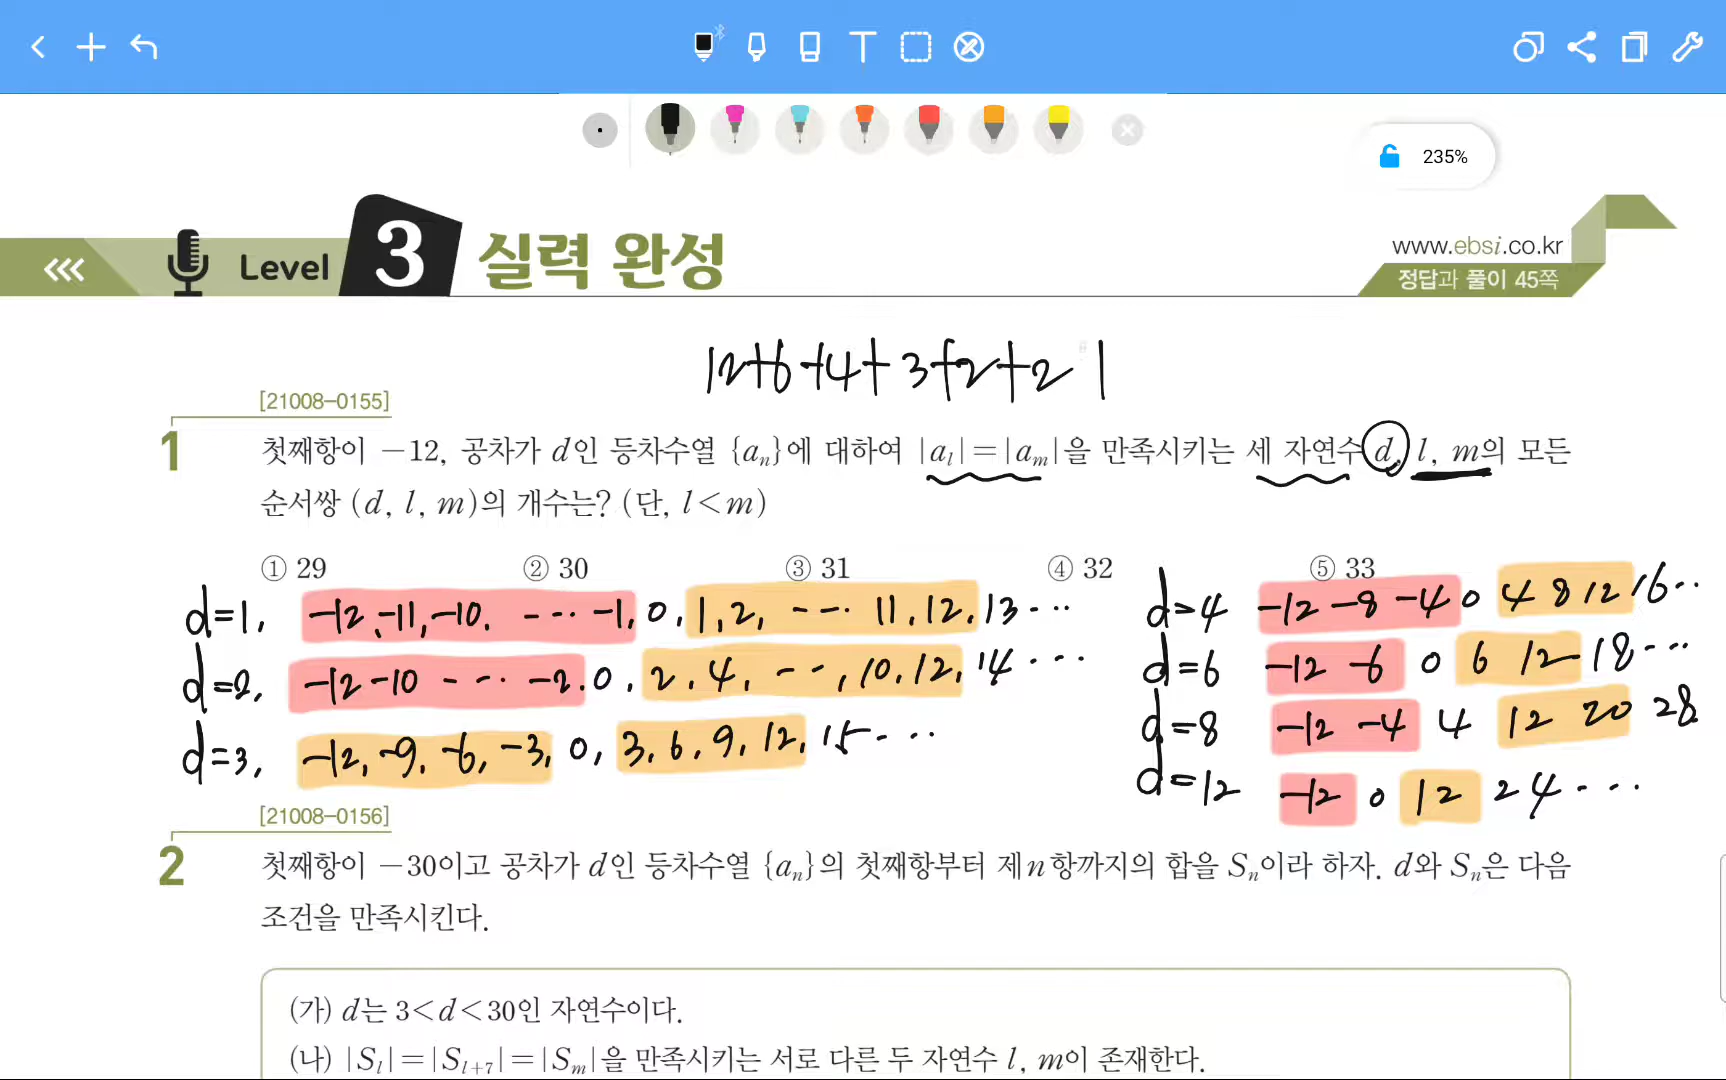 235%
Level 3 실력 완성
www.ebsi.co.kr
정답과 풀이 45쪽
12+6+4+3+2+2 1
[21008-0155]
1 첫째항이 −12, 공차가 d인 등차수열 {aₙ}에 대하여 |aₗ|=|aₘ|을 만족시키는 세 자연수 d, l, m의 모든
순서쌍 (d, l, m)의 개수는? (단, l<m)
① 29 ② 30 ③ 31 ④ 32 ⑤ 33
d=1, -12, -11, -10, ---- -1, 0, 1, 2, --- 11, 12, 13 ...
d=2, -12 -10 ---- -2. 0, 2, 4, ---, 10, 12, 14 ...
d=3, -12, -9, -6, -3, 0, 3, 6, 9, 12, 15 ...
d=4 -12 -8 -4 0 4 8 12 16 ..
d=6 -12 -6 0 6 12 18 ...
d=8 -12 -4 4 12 20 28
d=12 -12 0 12 24 ...
[21008-0156]
2 첫째항이 −30이고 공차가 d인 등차수열 {aₙ}의 첫째항부터 제n항까지의 합을 Sₙ이라 하자. d와 Sₙ은 다음
조건을 만족시킨다.
(가) d는 3<d<30인 자연수이다.
(나) |Sₗ|=|Sₗ₊₇|=|Sₘ|을 만족시키는 서로 다른 두 자연수 l, m이 존재한다.